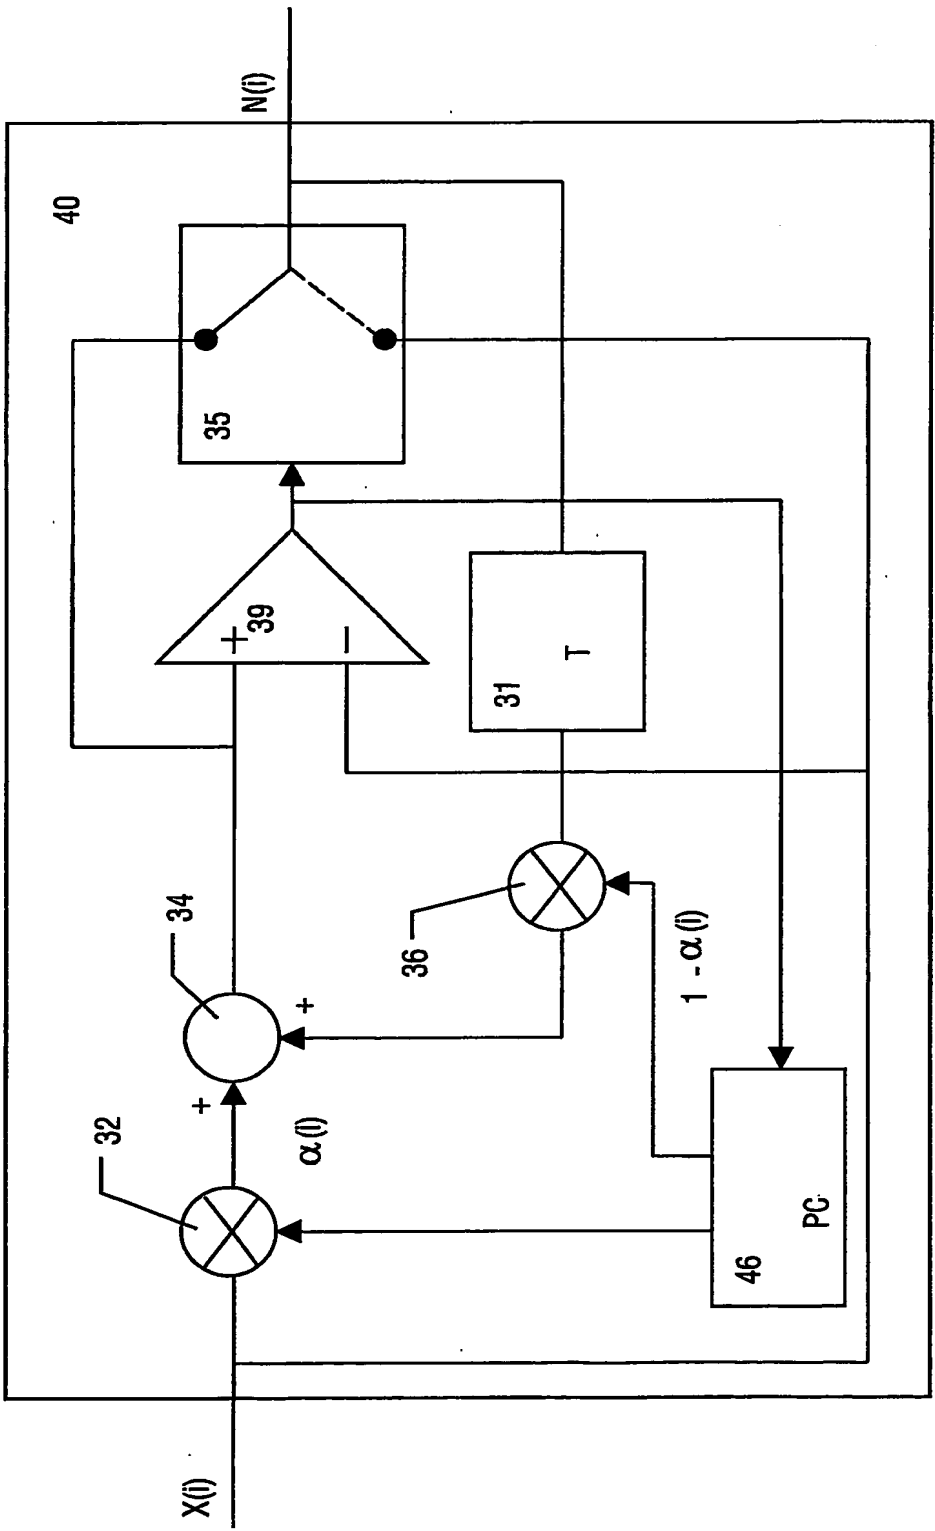 X(i)
N(i)
40
32
34
35
39
+
−
+
+
α(i)
36
31
T
1 - α(i)
46
PC